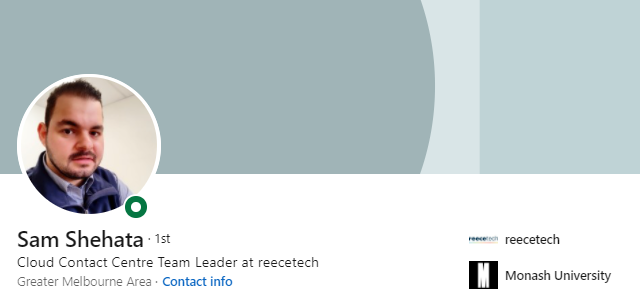 Sam Shehata · 1st
Cloud Contact Centre Team Leader at reecetech
Greater Melbourne Area · Contact info
reecetech reecetech
M Monash University